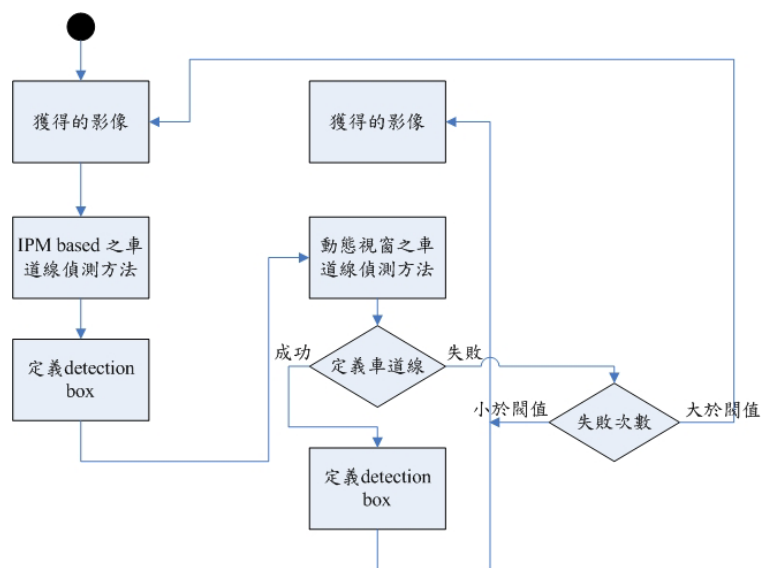 獲得的影像
IPM based 之車
道線偵測方法
定義detection
box
獲得的影像
動態視窗之車
道線偵測方法
定義車道線
成功
失敗
定義detection
box
失敗次數
小於閥值
大於閥值